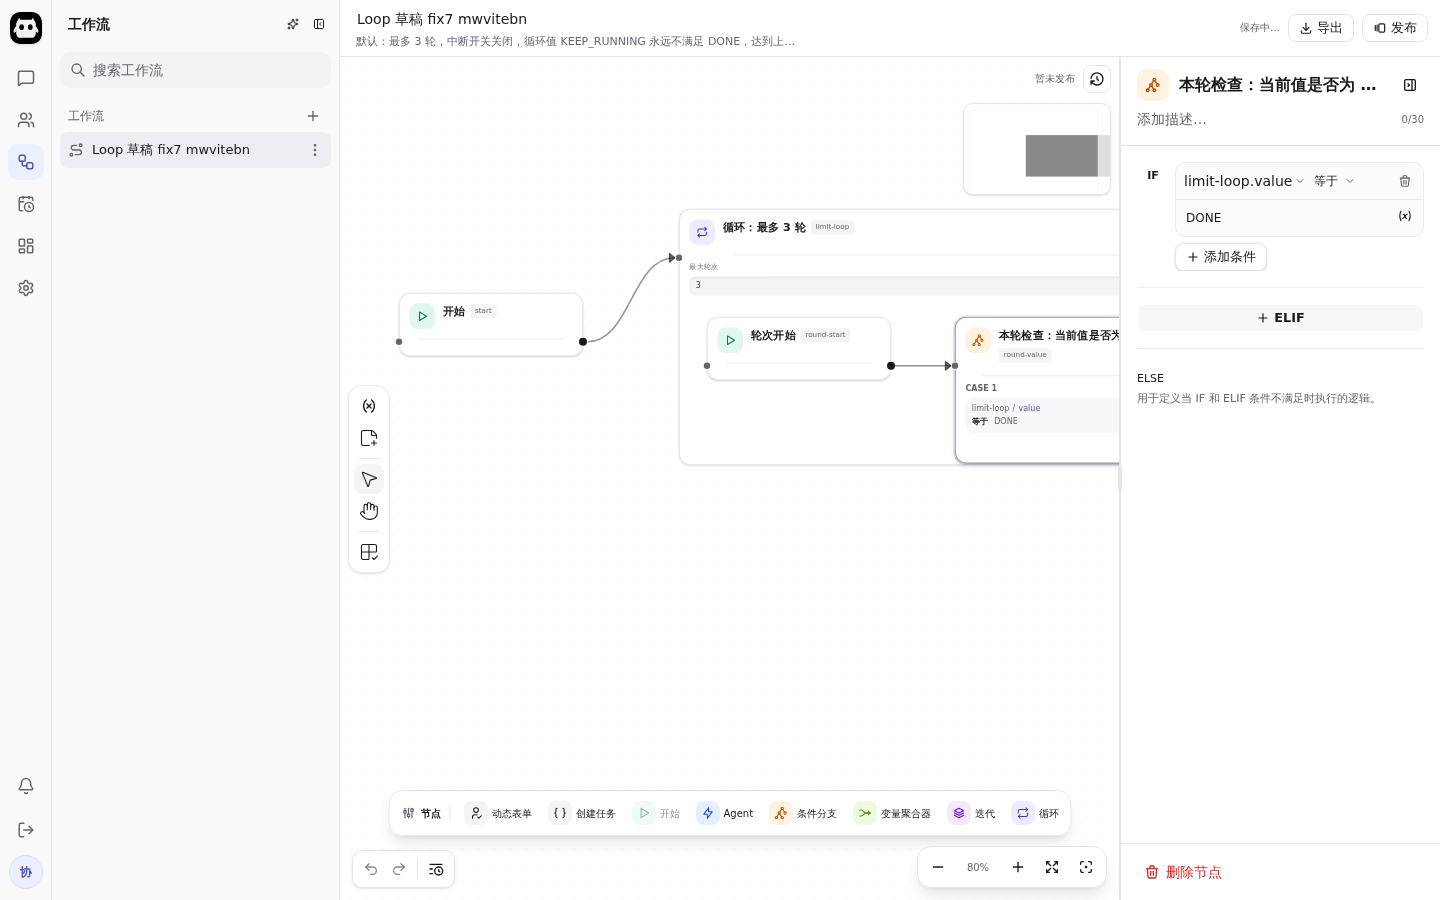 工作流
搜索工作流
工作流
Loop 草稿 fix7 mwvitebn
协
Loop 草稿 fix7 mwvitebn
默认：最多 3 轮，中断开关关闭，循环值 KEEP_RUNNING 永远不满足 DONE，达到上…
保存中…
导出
发布
暂未发布
开始 start
循环：最多 3 轮 limit-loop
最大轮次
3
轮次开始 round-start
本轮检查：当前值是否为
round-value
CASE 1
limit-loop / value
等于 DONE
节点
动态表单
创建任务
开始
Agent
条件分支
变量聚合器
迭代
循环
80%
本轮检查：当前值是否为 ...
添加描述…
0/30
IF
limit-loop.value 等于
DONE
(x)
+ 添加条件
+ ELIF
ELSE
用于定义当 IF 和 ELIF 条件不满足时执行的逻辑。
删除节点